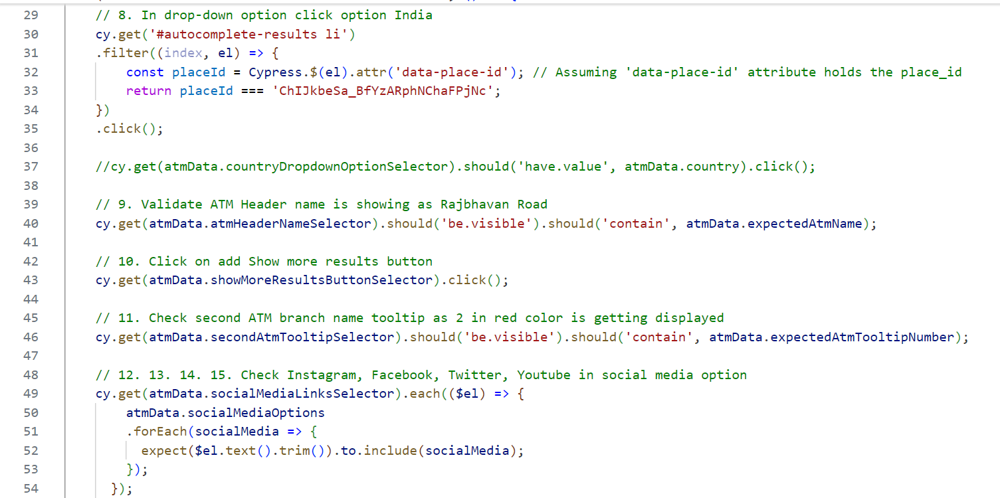 29 // 8. In drop-down option click option India
30 cy.get('#autocomplete-results li')
31 .filter((index, el) => {
32 const placeId = Cypress.$(el).attr('data-place-id'); // Assuming 'data-place-id' attribute holds the place_id
33 return placeId === 'ChIJkbeSa_BfYzARphNChaFPjNc';
34 })
35 .click();
36
37 //cy.get(atmData.countryDropdownOptionSelector).should('have.value', atmData.country).click();
38
39 // 9. Validate ATM Header name is showing as Rajbhavan Road
40 cy.get(atmData.atmHeaderNameSelector).should('be.visible').should('contain', atmData.expectedAtmName);
41
42 // 10. Click on add Show more results button
43 cy.get(atmData.showMoreResultsButtonSelector).click();
44
45 // 11. Check second ATM branch name tooltip as 2 in red color is getting displayed
46 cy.get(atmData.secondAtmTooltipSelector).should('be.visible').should('contain', atmData.expectedAtmTooltipNumber);
47
48 // 12. 13. 14. 15. Check Instagram, Facebook, Twitter, Youtube in social media option
49 cy.get(atmData.socialMediaLinksSelector).each(($el) => {
50 atmData.socialMediaOptions
51 .forEach(socialMedia => {
52 expect($el.text().trim()).to.include(socialMedia);
53 });
54 });